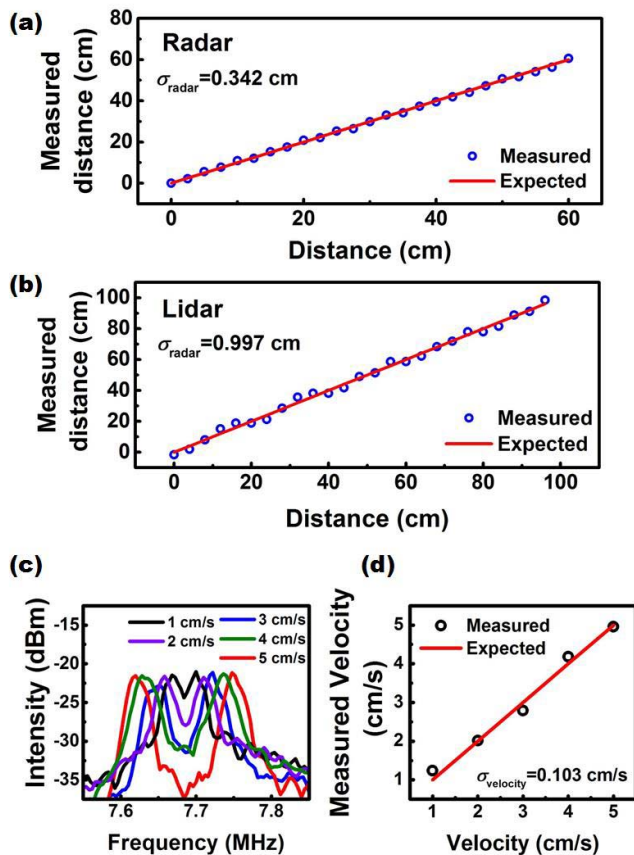 (a)
Measured
distance (cm)
60
40
20
0
Radar
σradar=0.342 cm
Measured
Expected
0 20 40 60
Distance (cm)
(b)
Measured
distance (cm)
100
80
60
40
20
0
Lidar
σradar=0.997 cm
Measured
Expected
0 20 40 60 80 100
Distance (cm)
(c)
Intensity (dBm)
-15
-20
-25
-30
-35
1 cm/s 3 cm/s
2 cm/s 4 cm/s
5 cm/s
7.6 7.7 7.8
Frequency (MHz)
(d)
Measured Velocity
(cm/s)
5
4
3
2
1
Measured
Expected
σvelocity=0.103 cm/s
1 2 3 4 5
Velocity (cm/s)